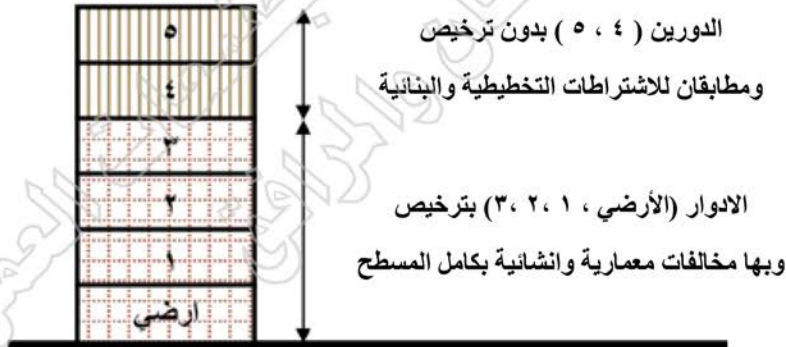 ٥
الدورين ( ٤ ، ٥ ) بدون ترخيص
٤
ومطابقان للاشتراطات التخطيطية والبنائية
٣
٢
الادوار (الأرضي ، ١ ،٢ ،٣) بترخيص
١
وبها مخالفات معمارية وانشائية بكامل المسطح
ارضي